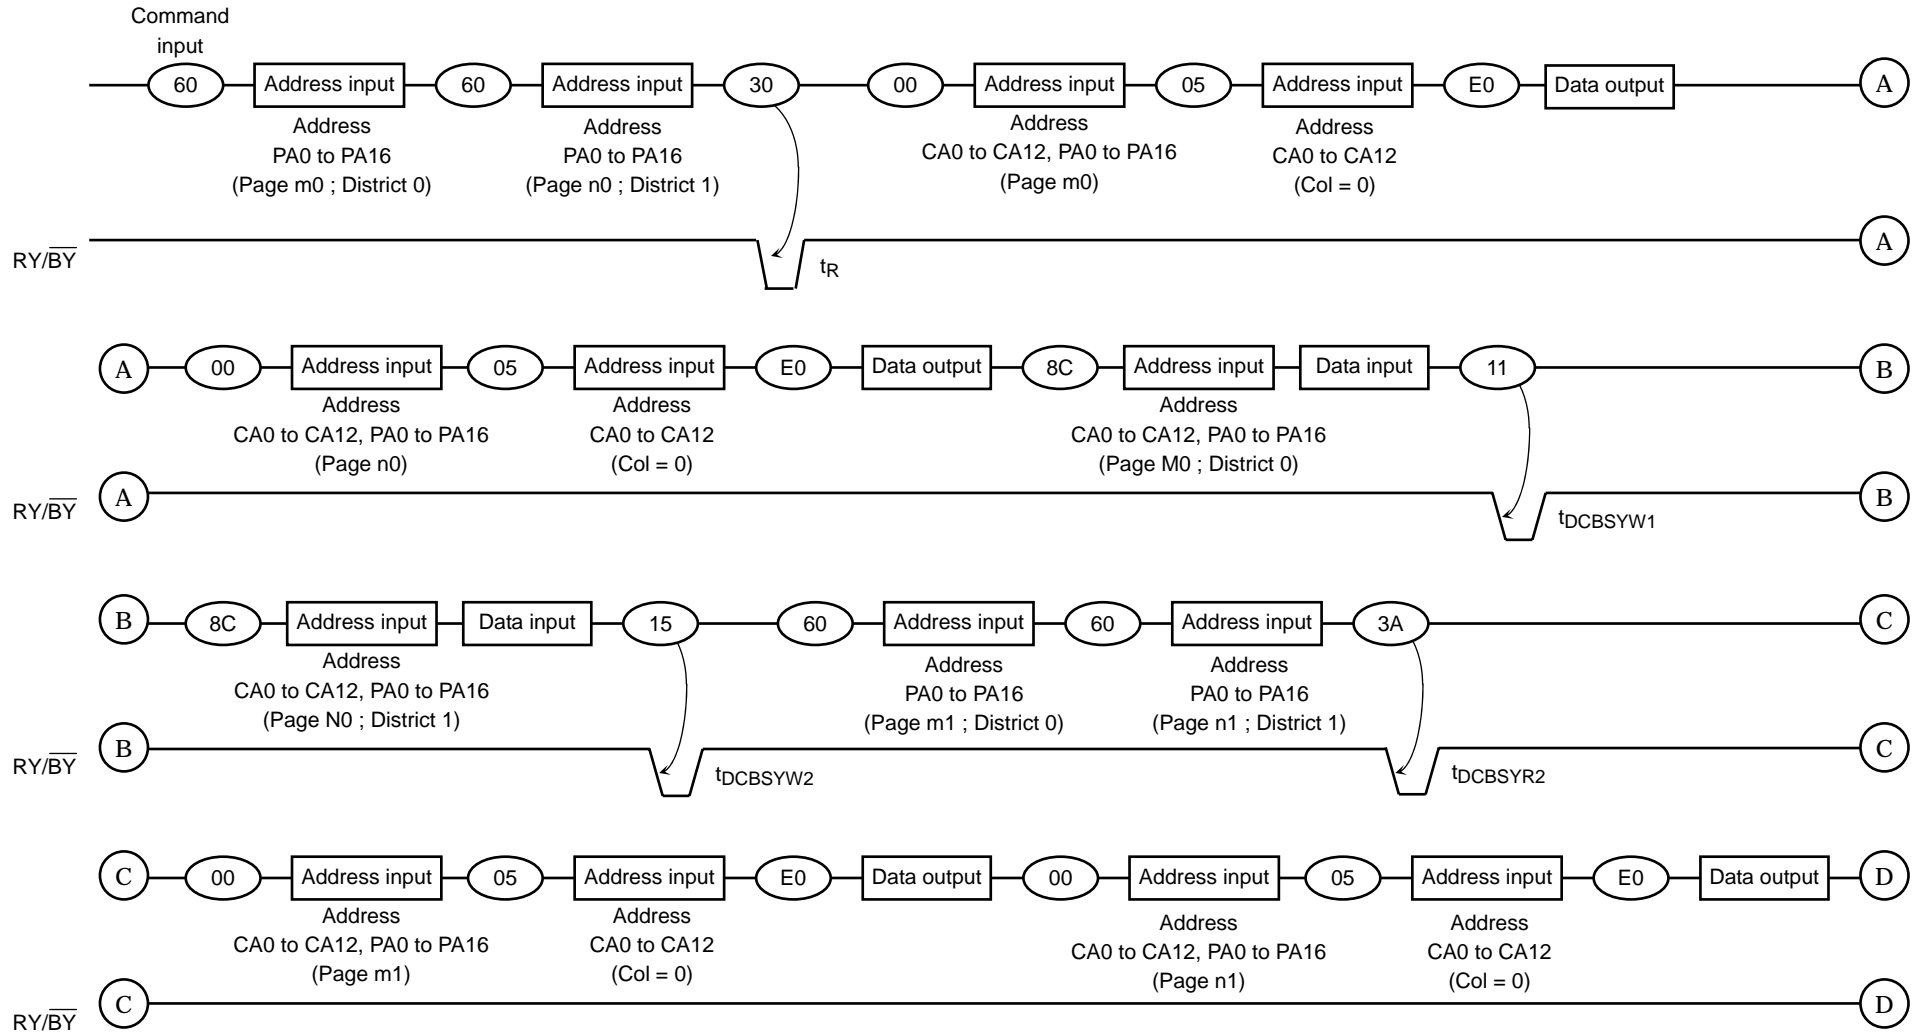 Command
input
60 Address input 60 Address input 30 00 Address input 05 Address input E0 Data output A
Address
PA0 to PA16
(Page m0 ; District 0)
Address
PA0 to PA16
(Page n0 ; District 1)
Address
CA0 to CA12, PA0 to PA16
(Page m0)
Address
CA0 to CA12
(Col = 0)
RY/B̅Y̅ tR A
A 00 Address input 05 Address input E0 Data output 8C Address input Data input 11 B
Address
CA0 to CA12, PA0 to PA16
(Page n0)
Address
CA0 to CA12
(Col = 0)
Address
CA0 to CA12, PA0 to PA16
(Page M0 ; District 0)
RY/B̅Y̅ A tDCBSYW1 B
B 8C Address input Data input 15 60 Address input 60 Address input 3A C
Address
CA0 to CA12, PA0 to PA16
(Page N0 ; District 1)
Address
PA0 to PA16
(Page m1 ; District 0)
Address
PA0 to PA16
(Page n1 ; District 1)
RY/B̅Y̅ B tDCBSYW2 tDCBSYR2 C
C 00 Address input 05 Address input E0 Data output 00 Address input 05 Address input E0 Data output D
Address
CA0 to CA12, PA0 to PA16
(Page m1)
Address
CA0 to CA12
(Col = 0)
Address
CA0 to CA12, PA0 to PA16
(Page n1)
Address
CA0 to CA12
(Col = 0)
RY/B̅Y̅ C D